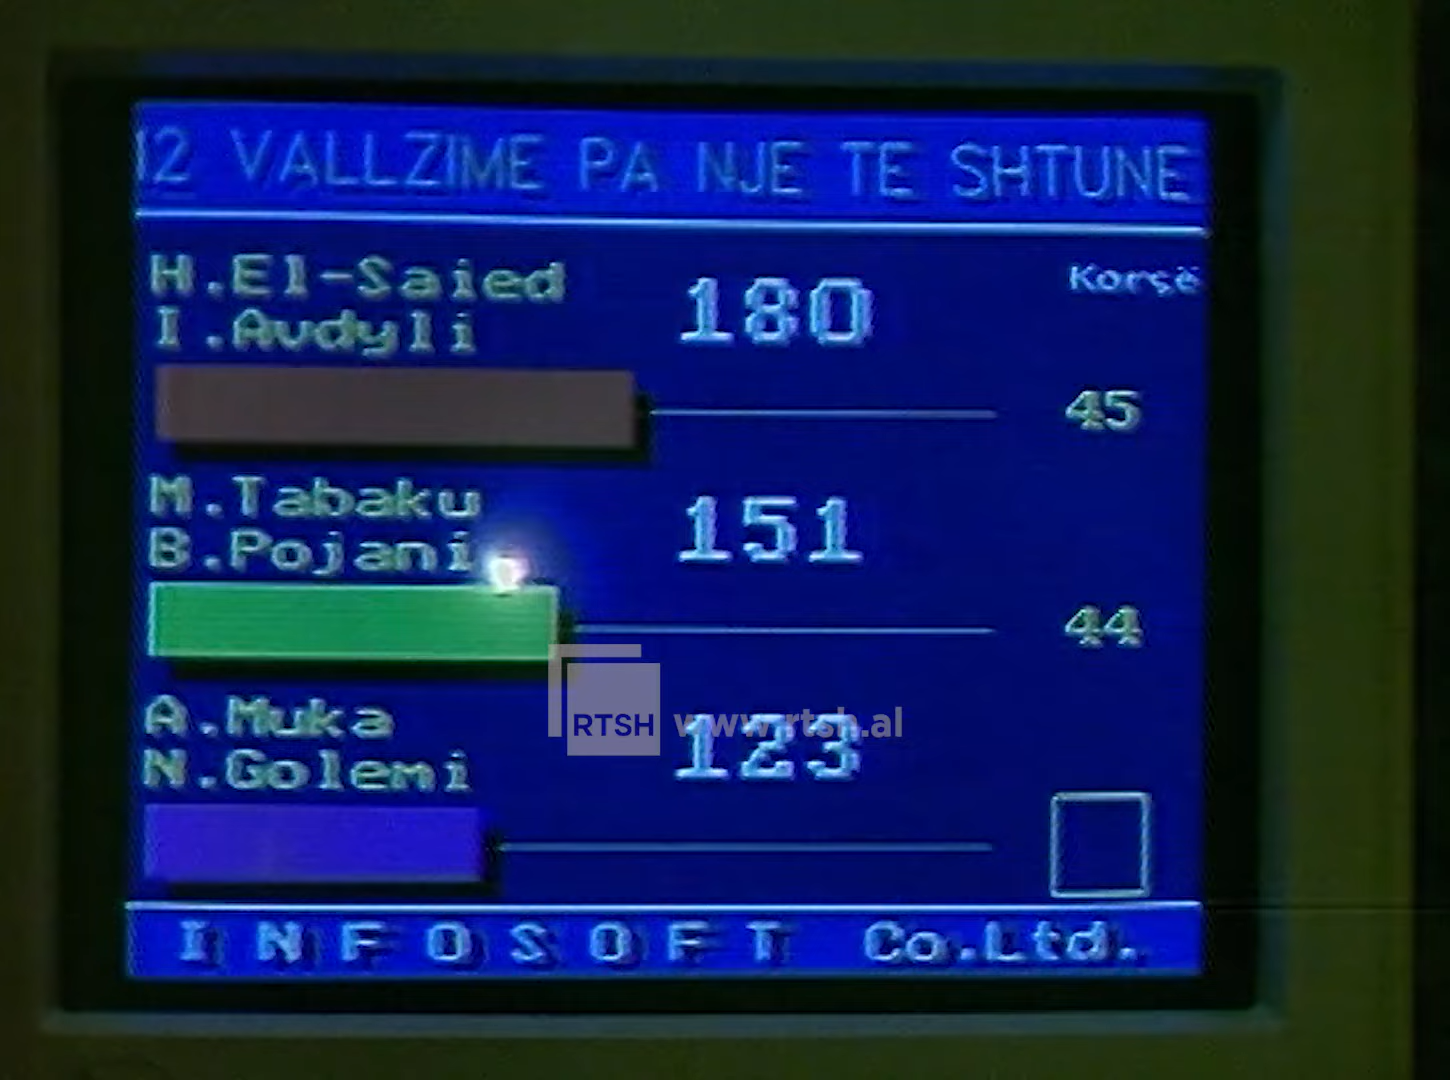 12 VALLZIME PA NJE TE SHTUNE
H.El-Saied
I.Avdyli
180
Korçë
45
M.Tabaku
B.Pojani
151
44
A.Muka
N.Golemi
123
RTSH www.rtsh.al
INFOSOFT Co.Ltd.